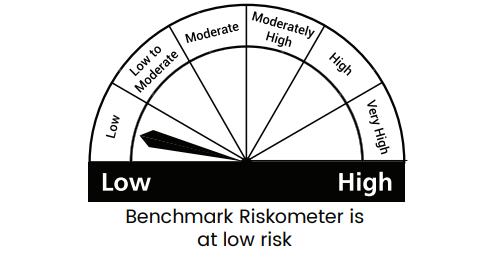 Low
Low to
Moderate
Moderate
Moderately
High
High
Very High
Low
High
Benchmark Riskometer is
at low risk